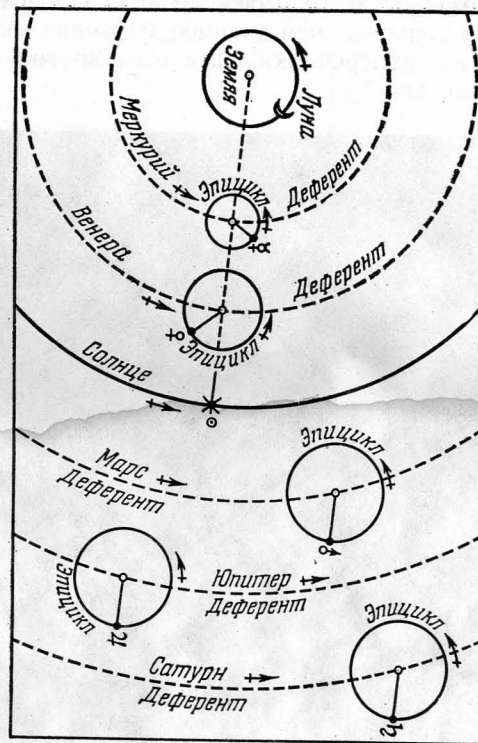 Земля
Луна
Меркурий
Эпицикл
Деферент
Венера
Деферент
Эпицикл
Солнце
☉
Эпицикл
Марс
Деферент
Юпитер
Деферент
Эпицикл
♃
Эпицикл
Сатурн
Деферент
♄